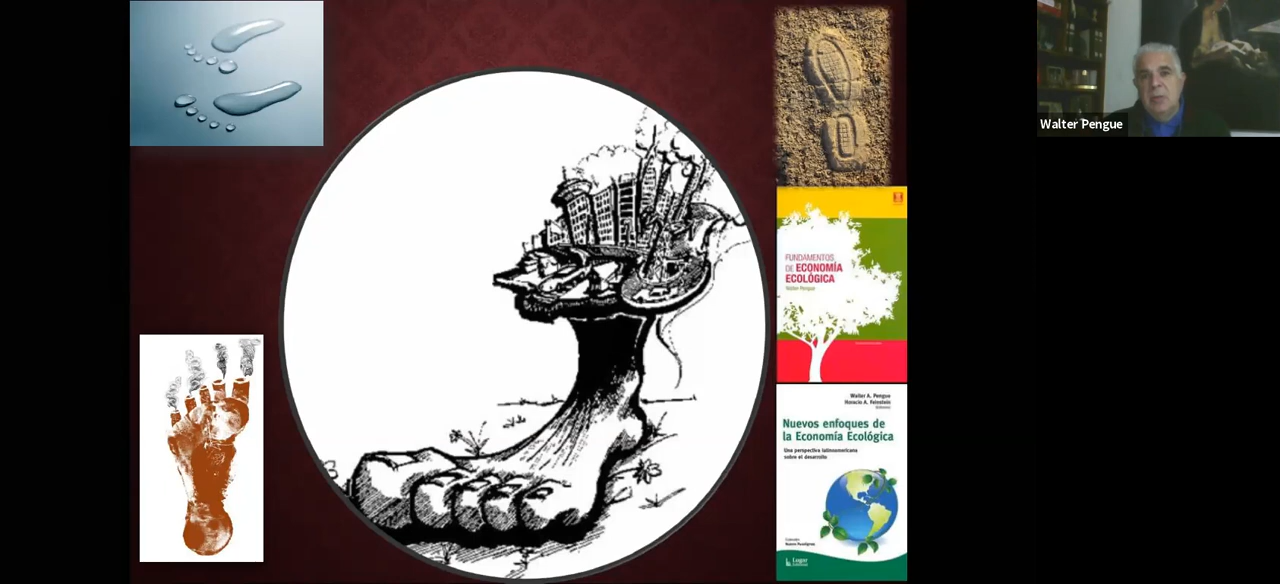 Walter Pengue
FUNDAMENTOS
DE ECONOMÍA
ECOLÓGICA
Walter Pengue
Walter A. Pengue
Horacio A. Feinstein
Nuevos enfoques de
la Economía Ecológica
Una perspectiva latinoamericana
sobre el desarrollo
Lugar